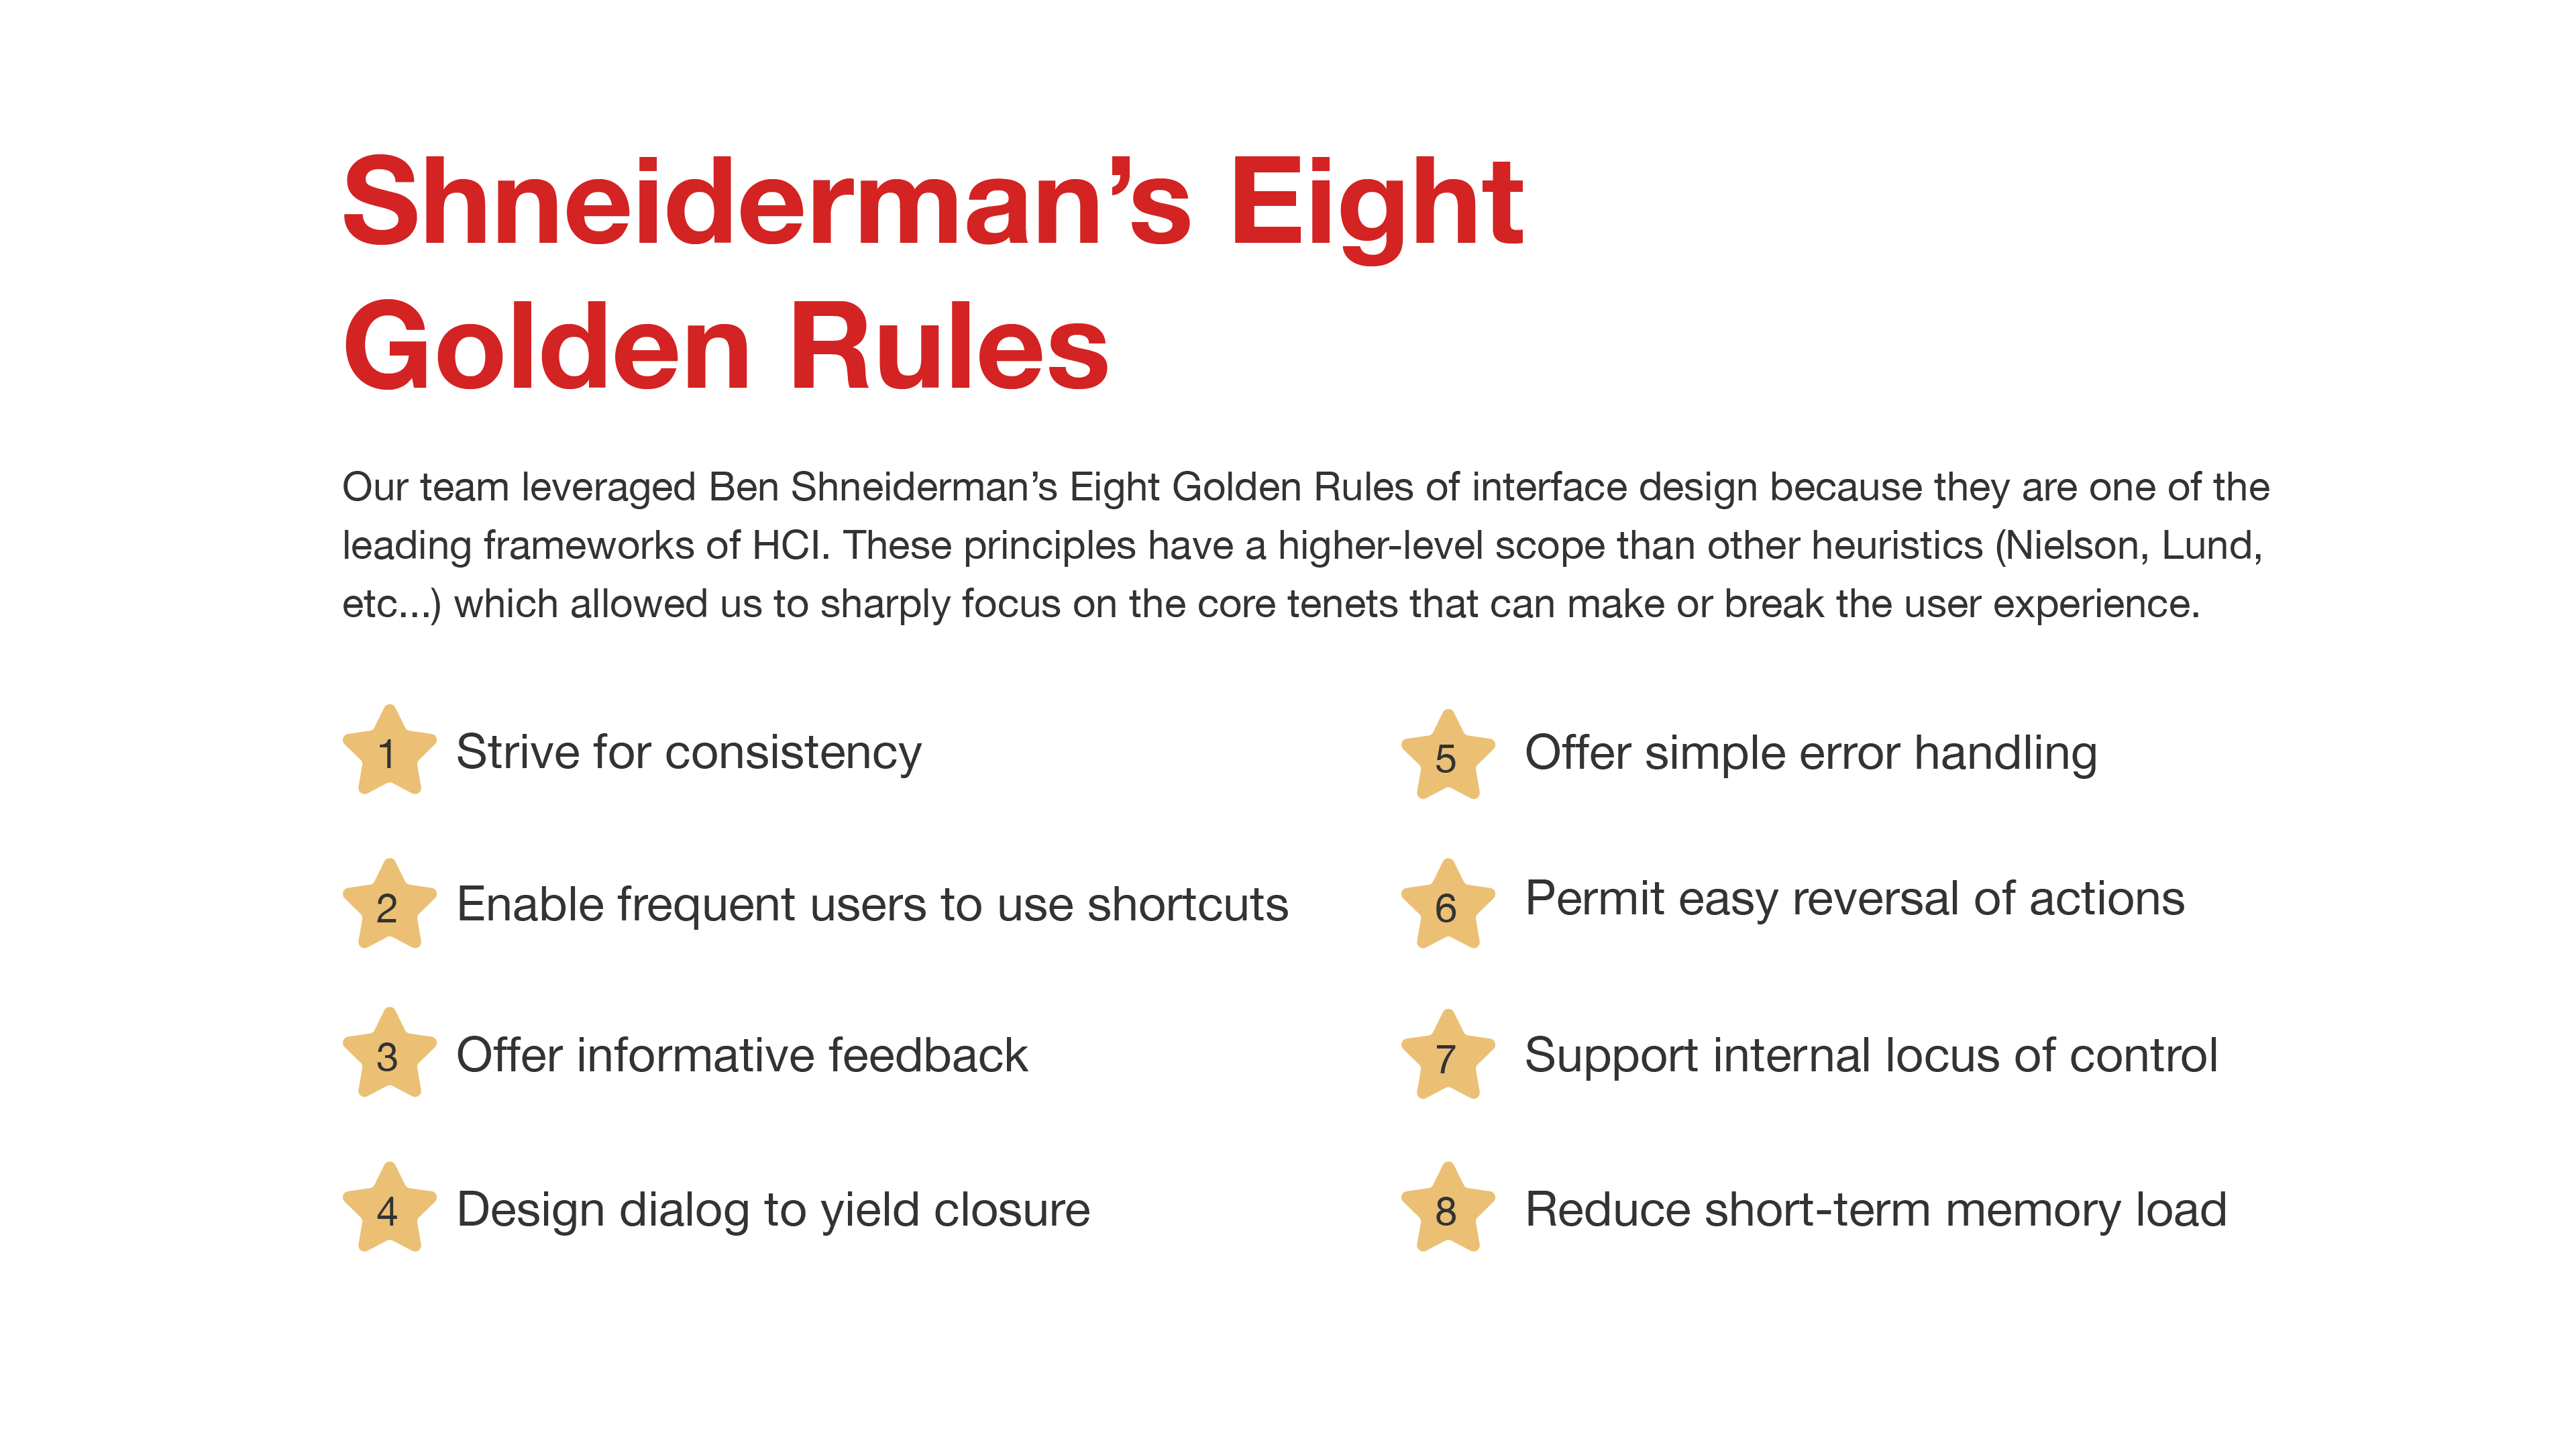 Shneiderman’s Eight
Golden Rules
Our team leveraged Ben Shneiderman’s Eight Golden Rules of interface design because they are one of the
leading frameworks of HCI. These principles have a higher-level scope than other heuristics (Nielson, Lund,
etc...) which allowed us to sharply focus on the core tenets that can make or break the user experience.
1 Strive for consistency
2 Enable frequent users to use shortcuts
3 Offer informative feedback
4 Design dialog to yield closure
5 Offer simple error handling
6 Permit easy reversal of actions
7 Support internal locus of control
8 Reduce short-term memory load